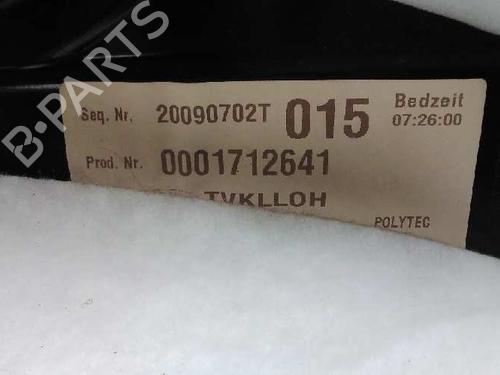 Seq. Nr. 20090702T 015 Bedzeit
07:26:00
Prod. Nr. 0001712641
TVKLLOH
POLYTEC
B-PARTS